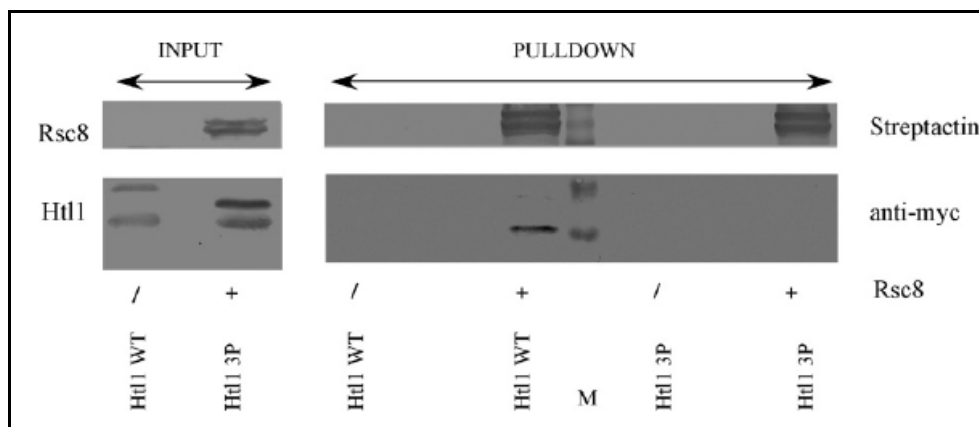 INPUT
PULLDOWN
Rsc8
Streptactin
Htl1
anti-myc
/ + / + / + Rsc8
Htl1 WT
Htl1 3P
Htl1 WT
Htl1 WT
M
Htl1 3P
Htl1 3P